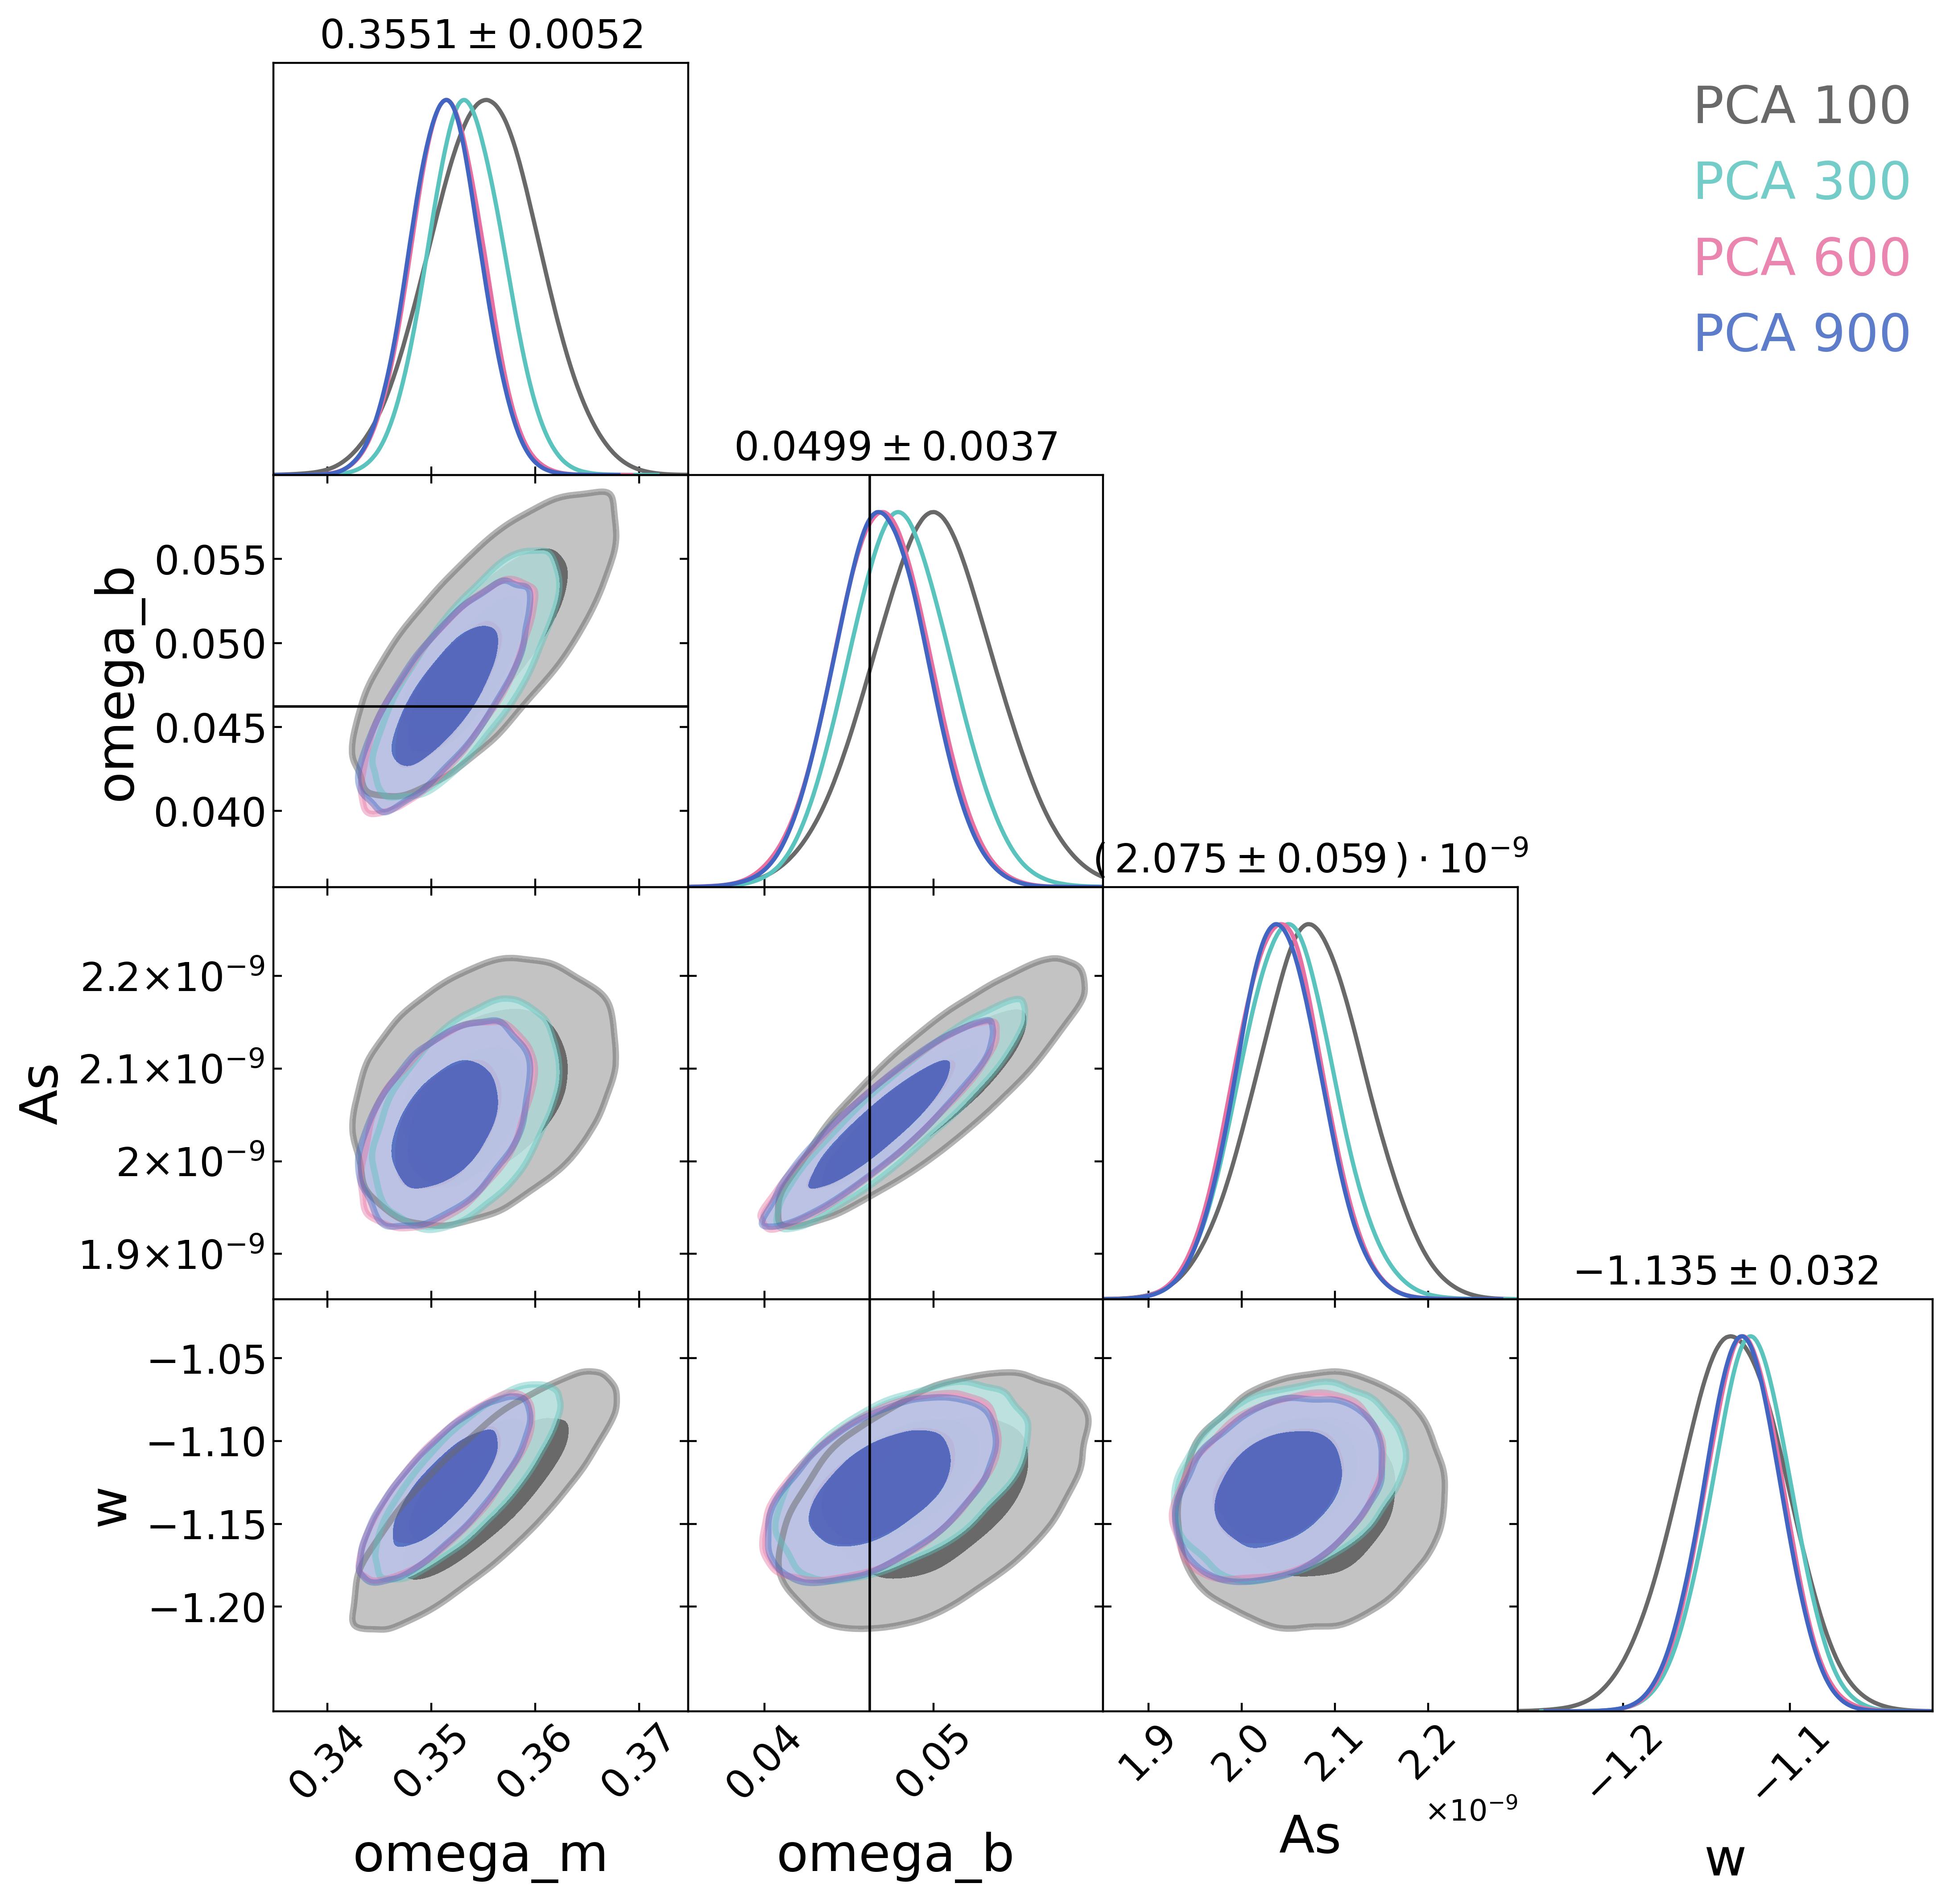 0.3551 ± 0.0052
PCA 100
PCA 300
PCA 600
PCA 900
0.0499 ± 0.0037
omega_b
0.055
0.050
0.045
0.040
(2.075 ± 0.059) · 10⁻⁹
As
2.2×10⁻⁹
2.1×10⁻⁹
2×10⁻⁹
1.9×10⁻⁹
−1.135 ± 0.032
w
−1.05
−1.10
−1.15
−1.20
0.34 0.35 0.36 0.37
0.04 0.05
1.9 2.0 2.1 2.2
−1.2 −1.1
×10⁻⁹
omega_m
omega_b
As
w